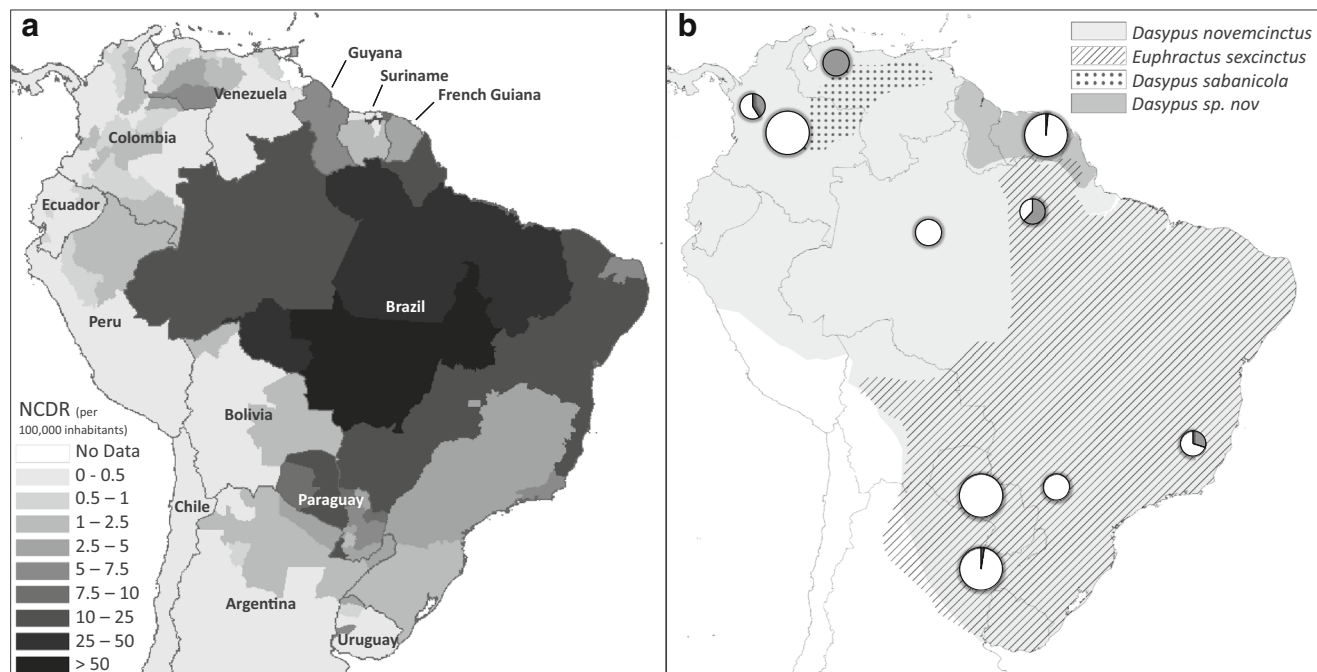 a
Guyana
Suriname
French Guiana
Venezuela
Colombia
Ecuador
Peru
Brazil
Bolivia
Paraguay
Chile
Argentina
Uruguay
NCDR (per
100,000 inhabitants)
No Data
0 - 0.5
0.5 – 1
1 – 2.5
2.5 – 5
5 – 7.5
7.5 – 10
10 – 25
25 – 50
> 50
b
Dasypus novemcinctus
Euphractus sexcinctus
Dasypus sabanicola
Dasypus sp. nov